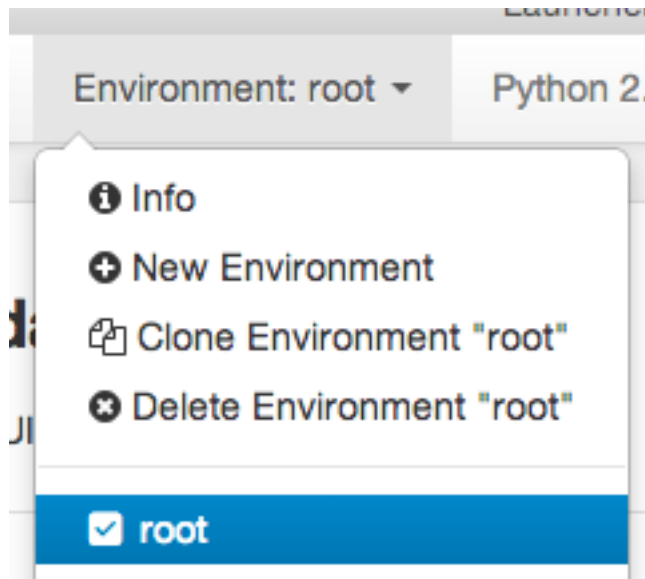 Environment: root
Python 2.
Info
New Environment
Clone Environment "root"
Delete Environment "root"
root